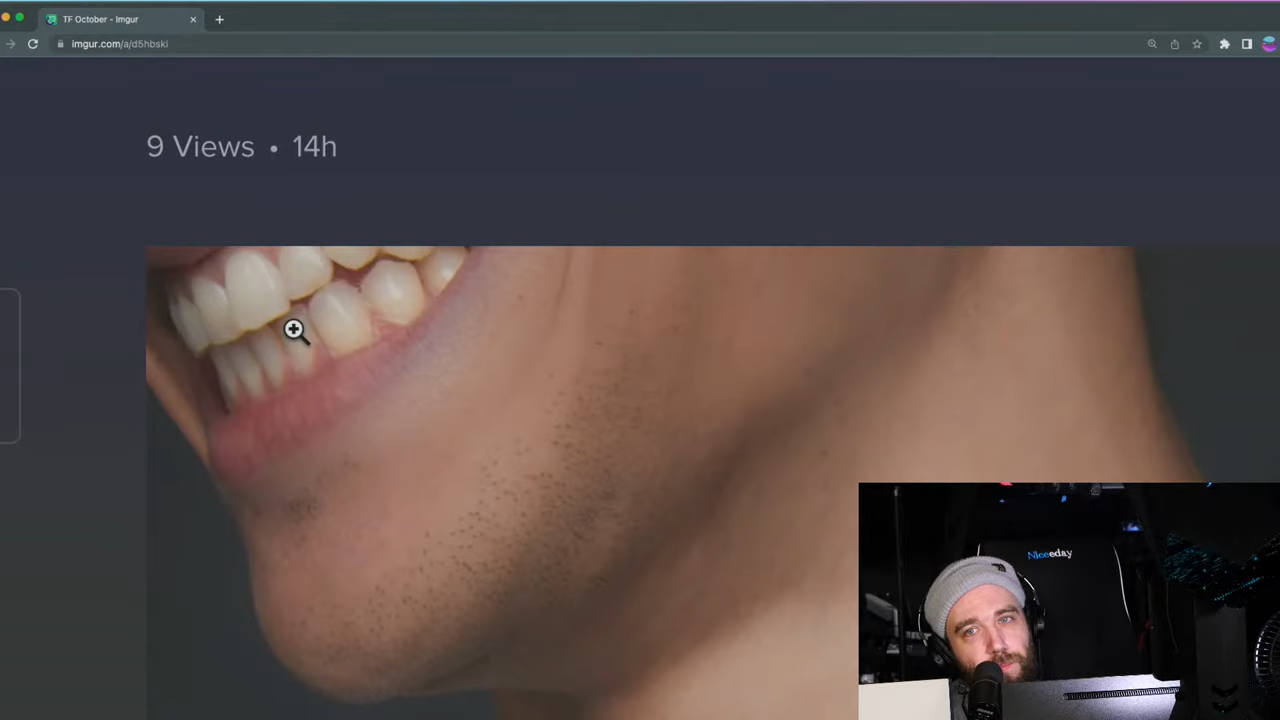 TF October - Imgur
imgur.com/a/d5hbski
9 Views • 14h
Niceeday